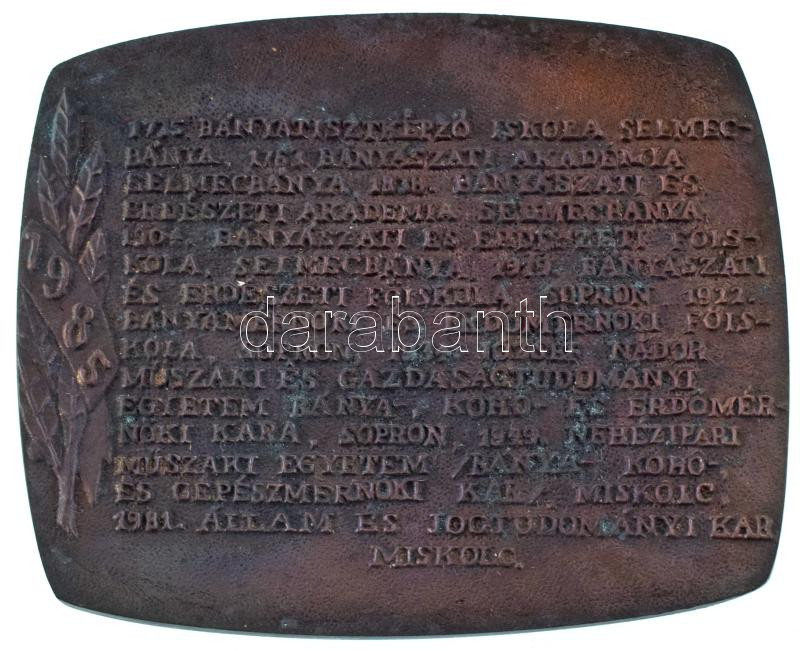 1735 BÁNYATISZTKÉPZŐ ISKOLA SELMEC-
BÁNYA, BÁNYÁSZATI AKADÉMIA
SELMECBÁNYA, BÁNYÁSZATI ÉS
ERDÉSZETI AKADÉMIA SELMECBÁNYA,
BÁNYÁSZATI ÉS ERDÉSZETI FŐIS-
KOLA, SELMECBÁNYA, 1919. BÁNYÁSZATI
ÉS ERDÉSZETI FŐISKOLA, SOPRON 1922.
FŐIS-
KOLA SOPRON NÁDOR
MŰSZAKI ÉS GAZDASÁGTUDOMÁNYI
EGYETEM BÁNYA-, KOHÓ- ÉS ERDŐMÉR-
NÖKI KARA, SOPRON, 1949. NEHÉZIPARI
MŰSZAKI EGYETEM /BÁNYA- KOHÓ-,
ÉS GÉPÉSZMÉRNÖKI KAR/ MISKOLC,
1981. ÁLLAM ÉS JOGTUDOMÁNYI KAR
MISKOLC.
1985
darabanth.com